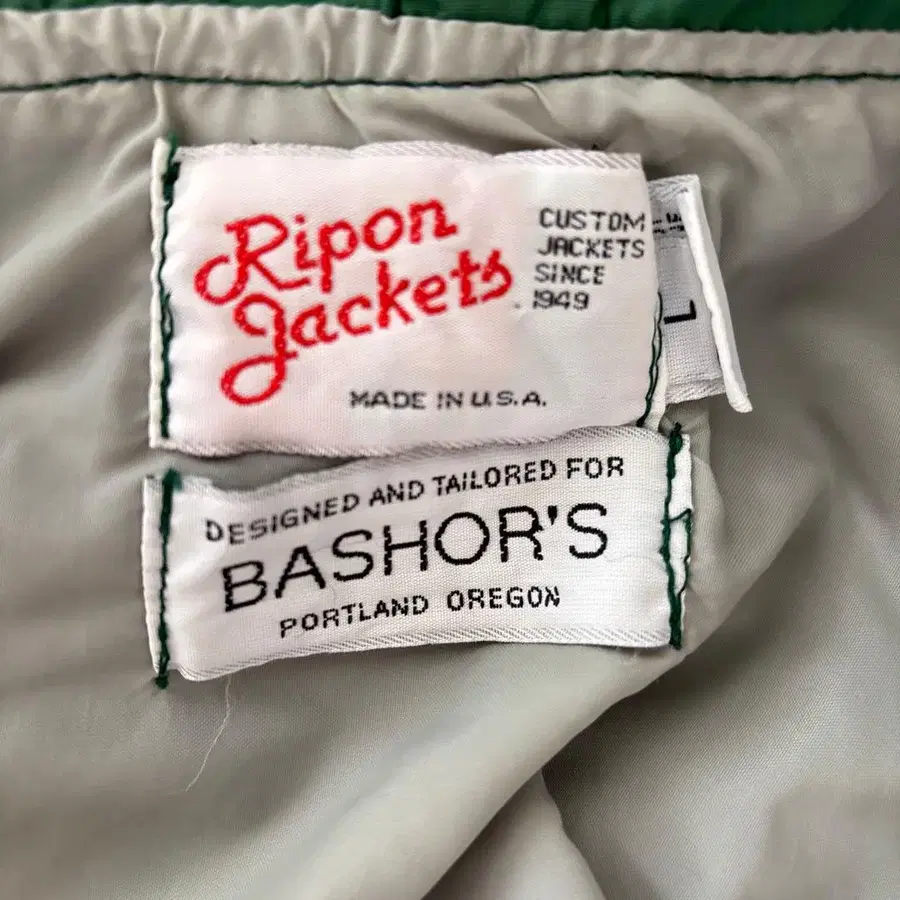 Ripon
Jackets
CUSTOM
JACKETS
SINCE
1949
MADE IN U.S.A.
L
DESIGNED AND TAILORED FOR
BASHOR'S
PORTLAND OREGON